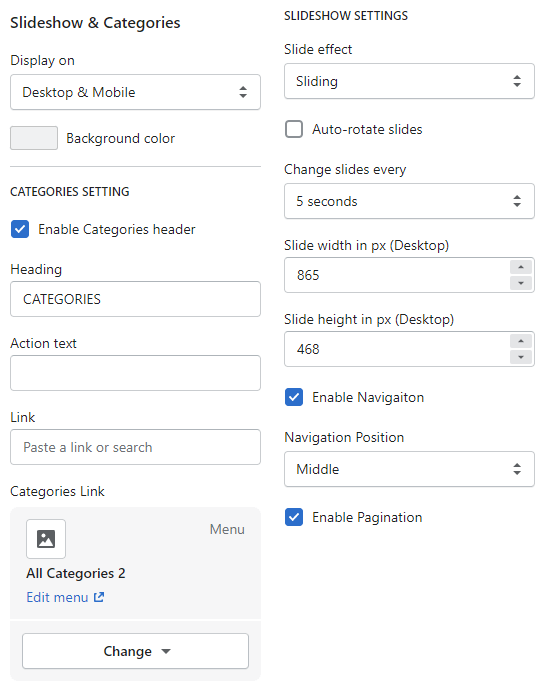 Slideshow & Categories
Display on
Desktop & Mobile
Background color
CATEGORIES SETTING
Enable Categories header
Heading
CATEGORIES
Action text
Link
Paste a link or search
Categories Link
Menu
All Categories 2
Edit menu
Change
SLIDESHOW SETTINGS
Slide effect
Sliding
Auto-rotate slides
Change slides every
5 seconds
Slide width in px (Desktop)
865
Slide height in px (Desktop)
468
Enable Navigaiton
Navigation Position
Middle
Enable Pagination